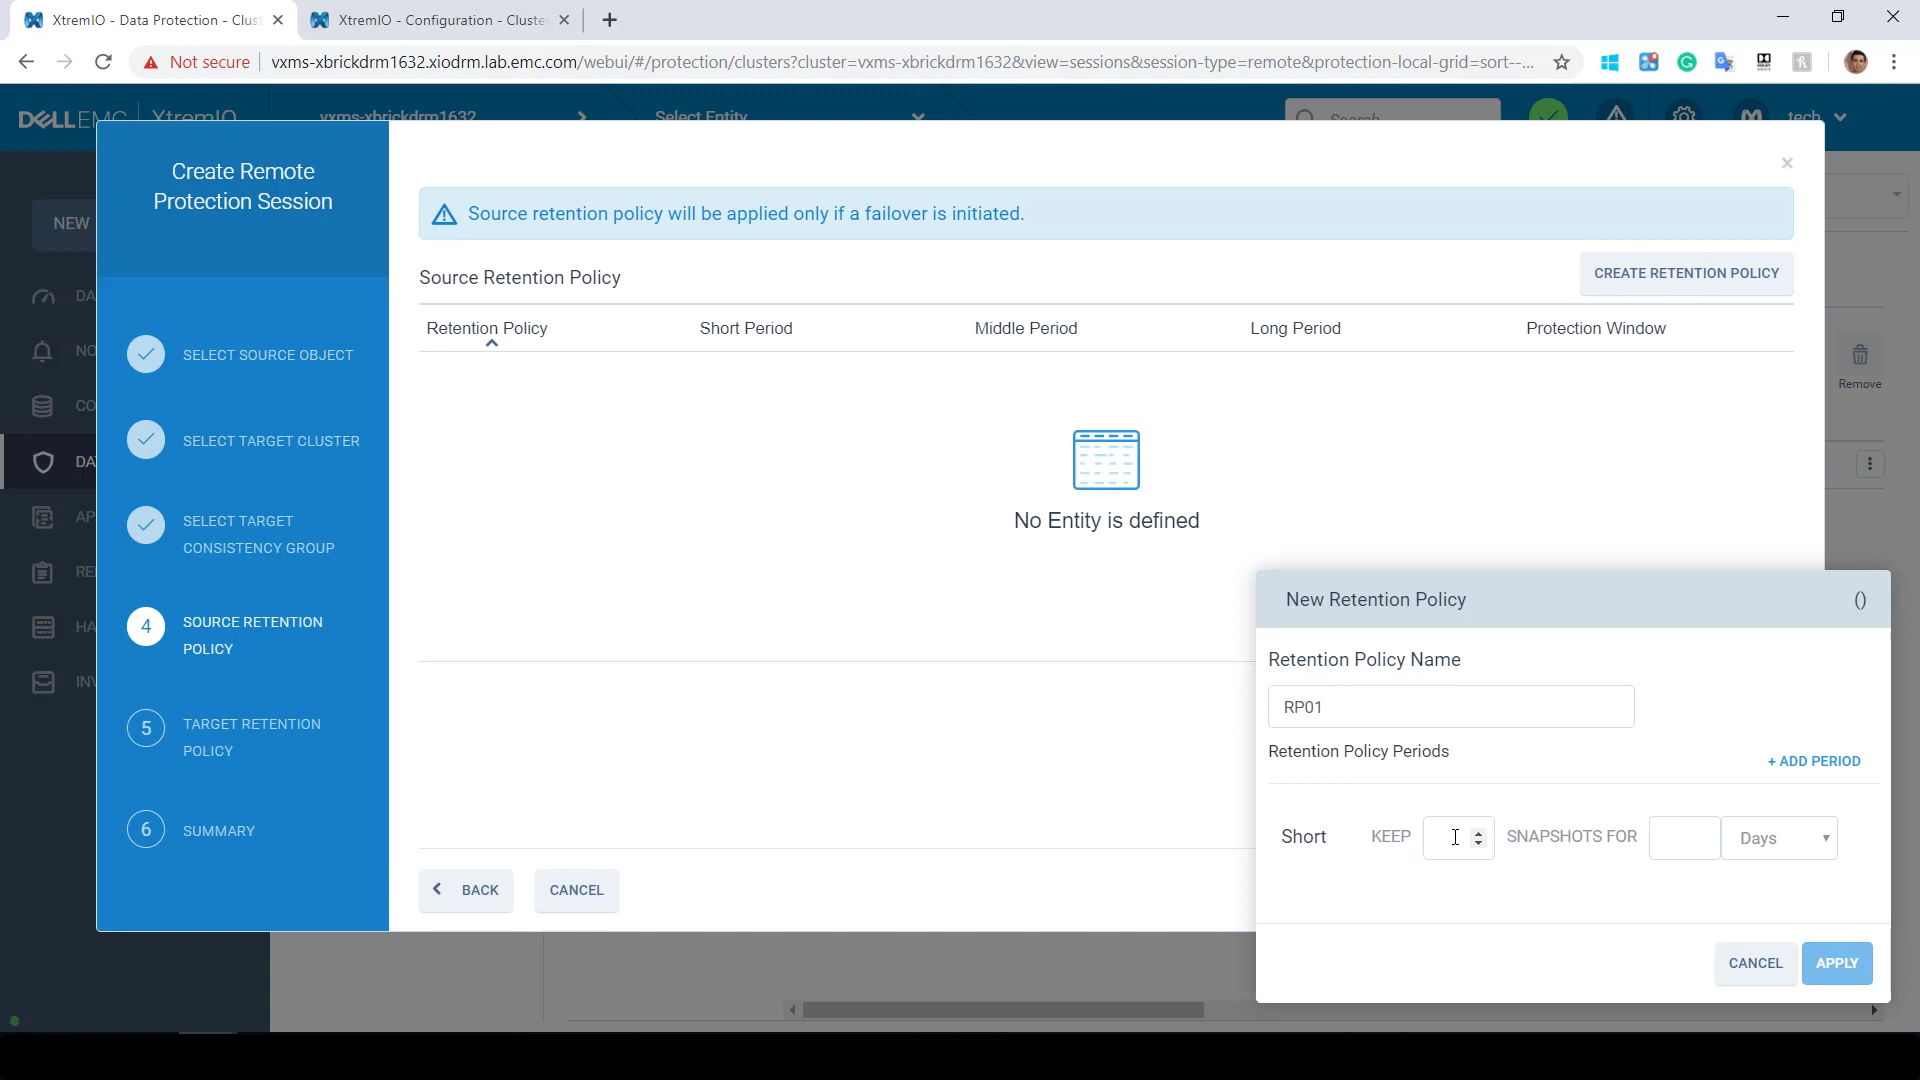 XtremIO - Data Protection - Clust
XtremIO - Configuration - Cluste
Not secure
vxms-xbrickdrm1632.xiodrm.lab.emc.com/webui/#/protection/clusters?cluster=vxms-xbrickdrm1632&view=sessions&session-type=remote&protection-local-grid=sort--...
DELLEMC XtremIO
vxms-xbrickdrm1632
Select Entity
Search
tech
NEW
DA
NO
CO
DA
AP
RE
HA
INV
Remove
Create Remote
Protection Session
SELECT SOURCE OBJECT
SELECT TARGET CLUSTER
SELECT TARGET
CONSISTENCY GROUP
4 SOURCE RETENTION
POLICY
5 TARGET RETENTION
POLICY
6 SUMMARY
Source retention policy will be applied only if a failover is initiated.
Source Retention Policy
CREATE RETENTION POLICY
Retention Policy Short Period Middle Period Long Period Protection Window
No Entity is defined
BACK CANCEL
New Retention Policy ()
Retention Policy Name
RP01
Retention Policy Periods
+ ADD PERIOD
Short KEEP SNAPSHOTS FOR Days
CANCEL APPLY